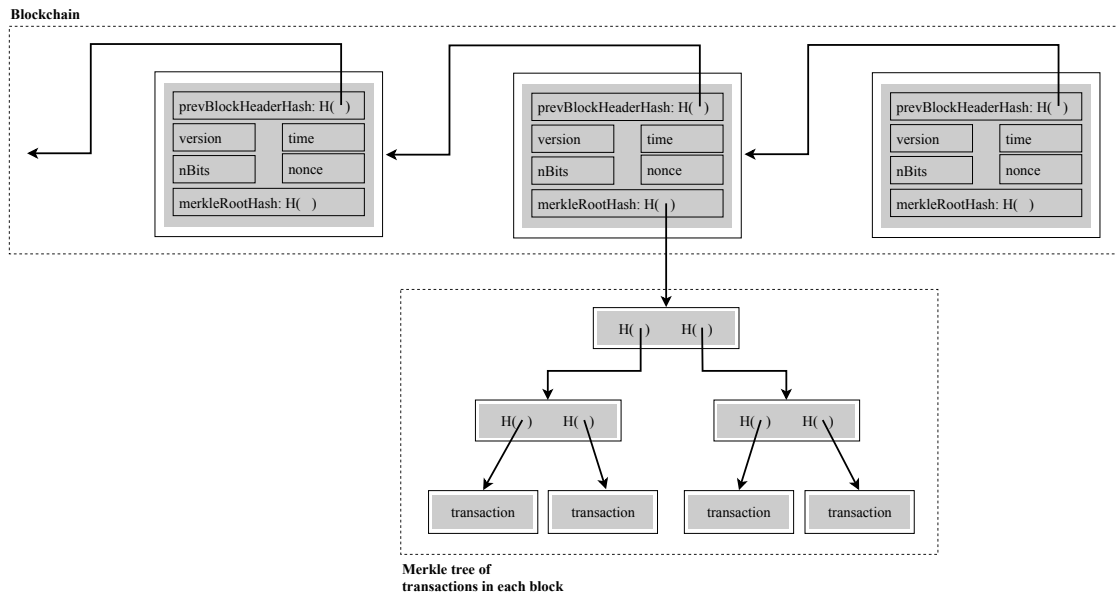 Blockchain
prevBlockHeaderHash: H( )
version
time
nBits
nonce
merkleRootHash: H( )
prevBlockHeaderHash: H( )
version
time
nBits
nonce
merkleRootHash: H( )
prevBlockHeaderHash: H( )
version
time
nBits
nonce
merkleRootHash: H( )
H( ) H( )
H( ) H( )
H( ) H( )
transaction
transaction
transaction
transaction
Merkle tree of
transactions in each block